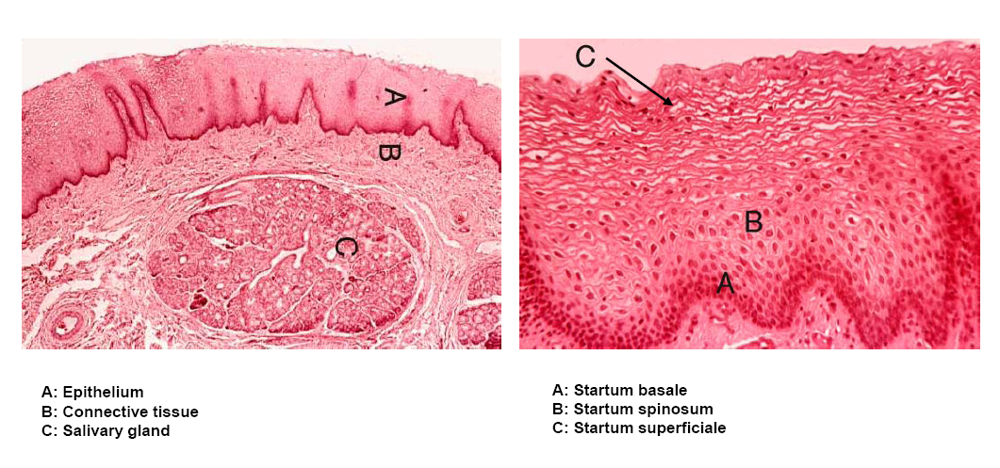 A
B
C
C
B
A
A: Epithelium
B: Connective tissue
C: Salivary gland
A: Startum basale
B: Startum spinosum
C: Startum superficiale